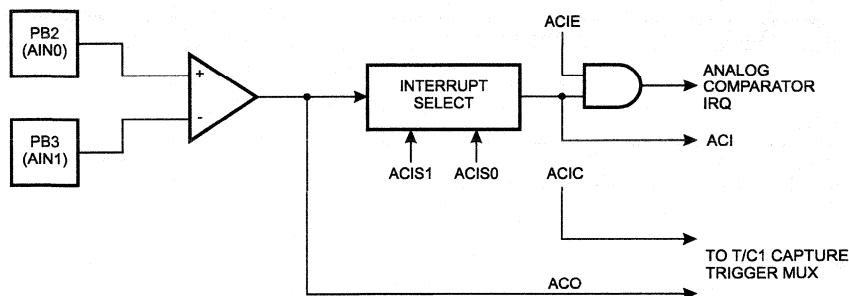 PB2
(AIN0)
PB3
(AIN1)
+
-
INTERRUPT
SELECT
ACIS1
ACIS0
ACIE
ANALOG
COMPARATOR
IRQ
ACI
ACIC
TO T/C1 CAPTURE
TRIGGER MUX
ACO